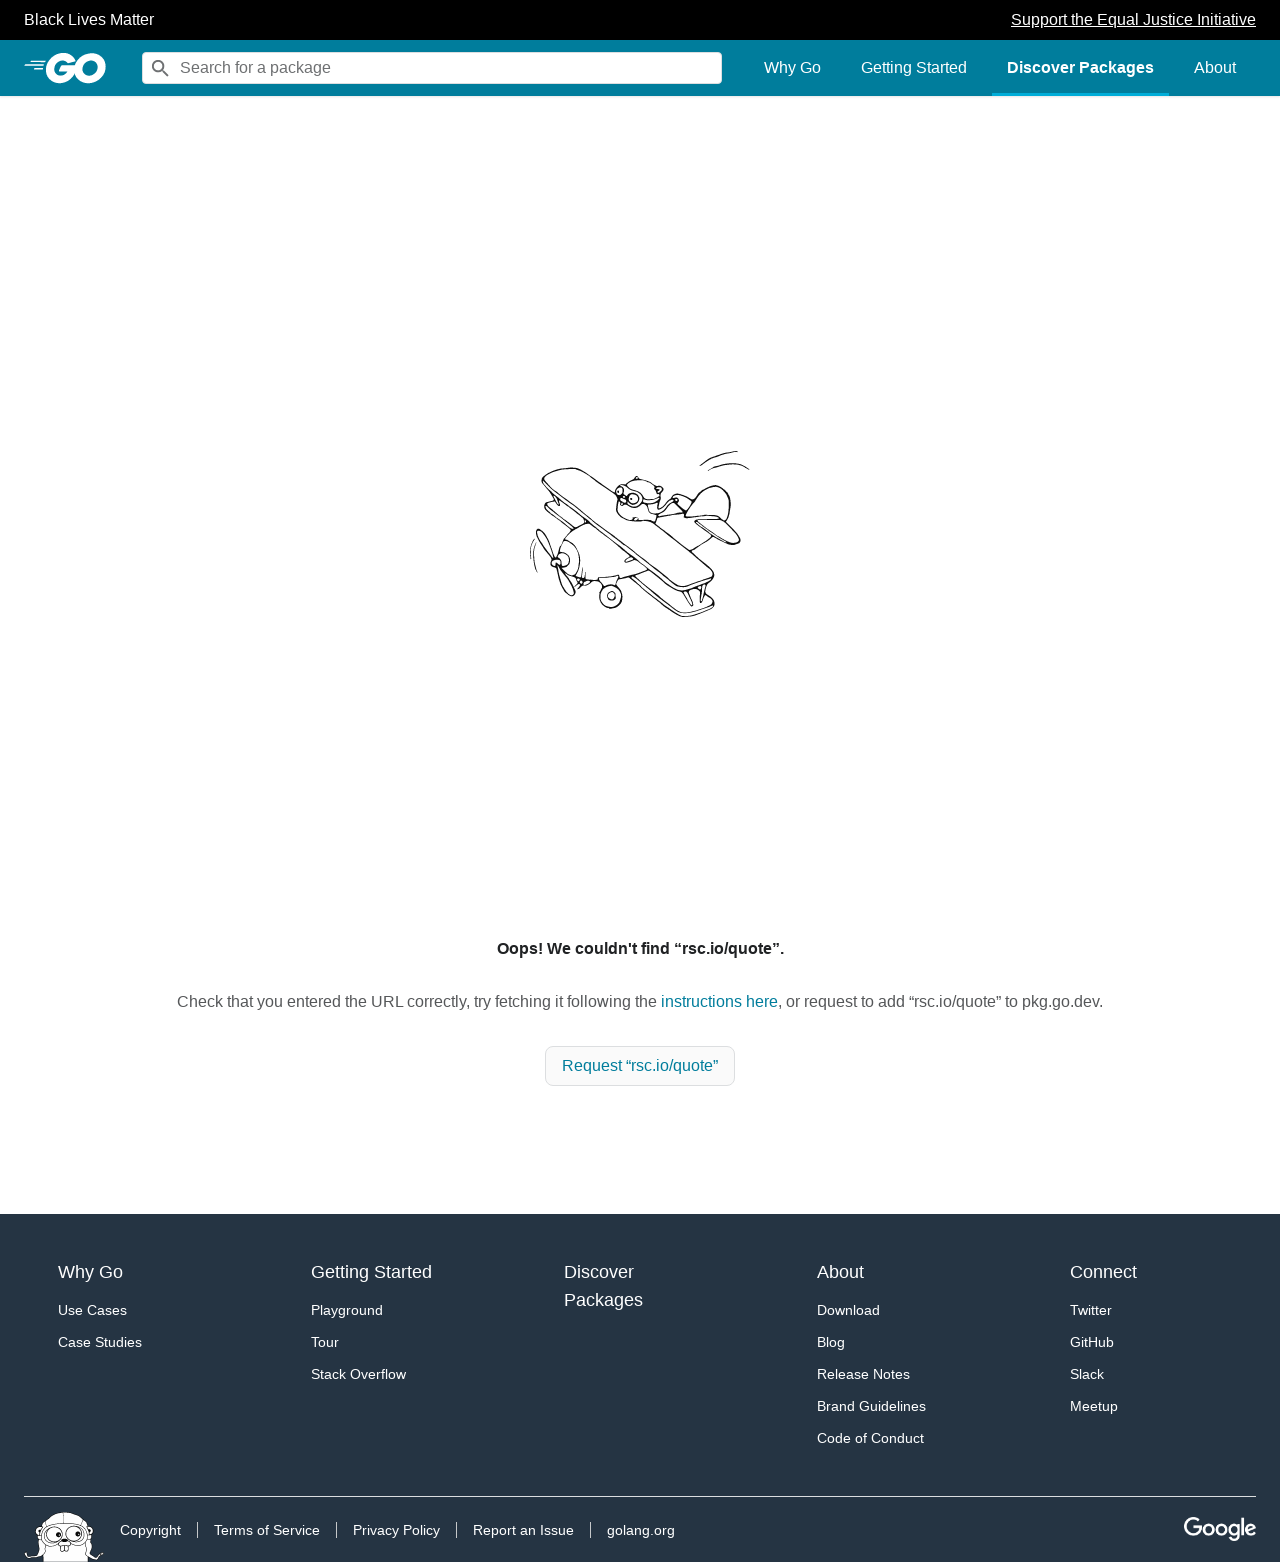 Black Lives Matter
Support the Equal Justice Initiative
GO
Search for a package
Why Go
Getting Started
Discover Packages
About
Oops! We couldn't find “rsc.io/quote”.
Check that you entered the URL correctly, try fetching it following the instructions here, or request to add “rsc.io/quote” to pkg.go.dev.
Request “rsc.io/quote”
Why Go
Use Cases
Case Studies
Getting Started
Playground
Tour
Stack Overflow
Discover
Packages
About
Download
Blog
Release Notes
Brand Guidelines
Code of Conduct
Connect
Twitter
GitHub
Slack
Meetup
Copyright
Terms of Service
Privacy Policy
Report an Issue
golang.org
Google